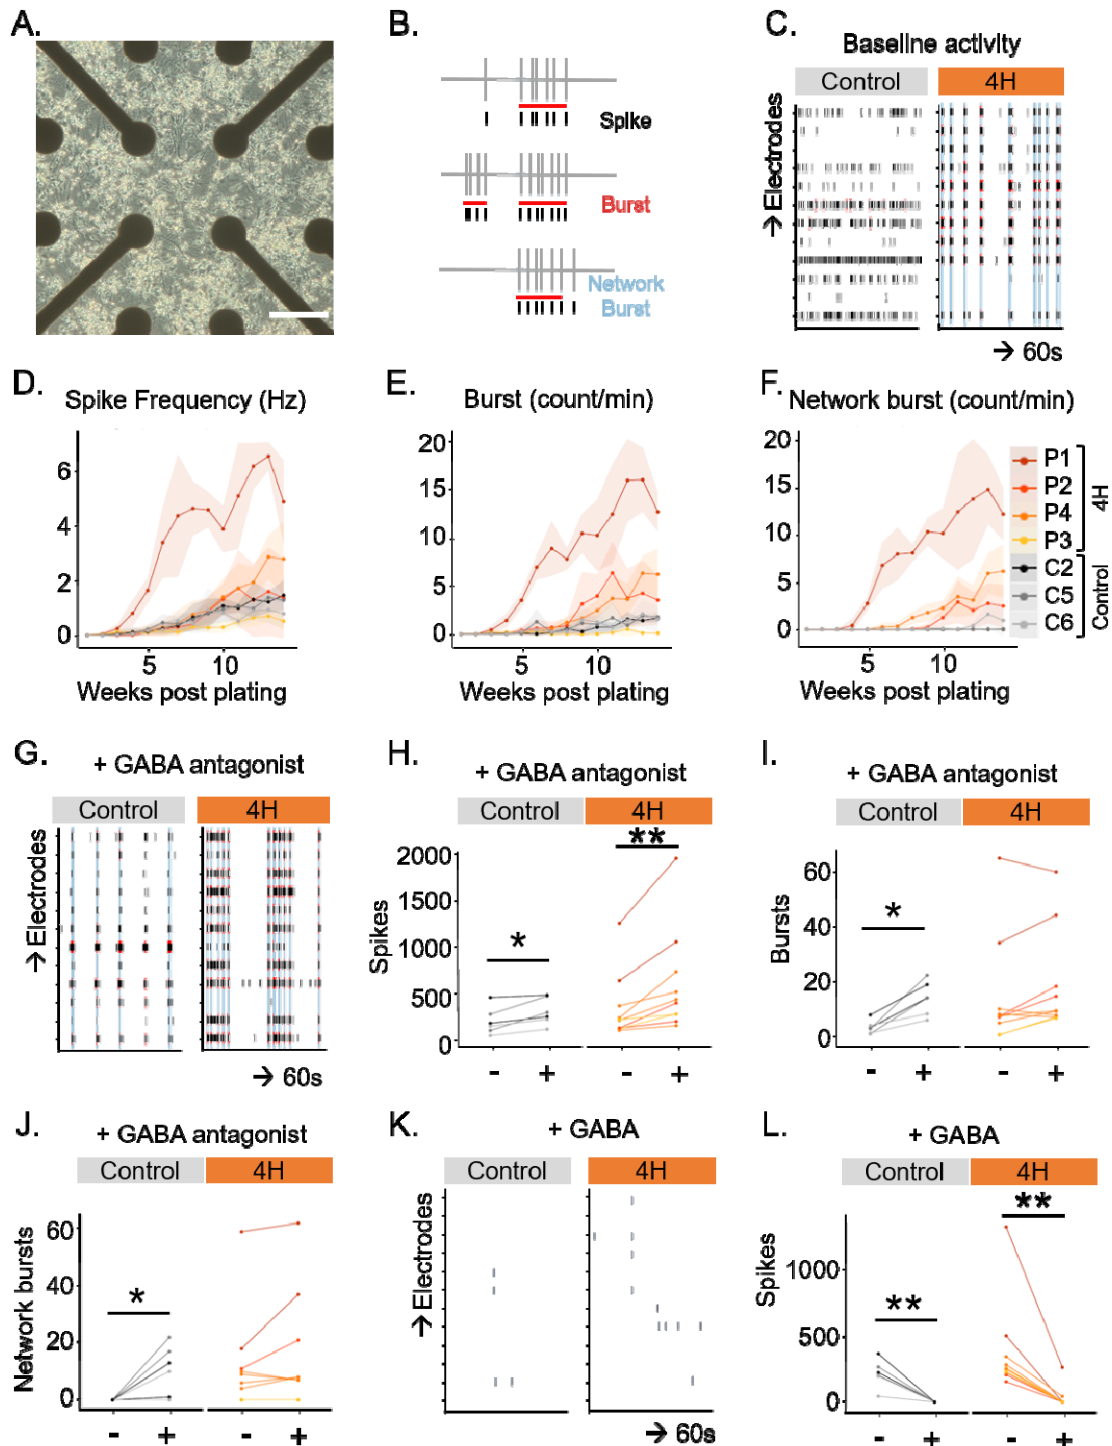 A.
B.
Spike
Burst
Network
Burst
C.
Baseline activity
Control
4H
→Electrodes
→ 60s
D.
Spike Frequency (Hz)
6
4
2
0
5
10
Weeks post plating
E.
Burst (count/min)
20
15
10
5
0
5
10
Weeks post plating
F.
Network burst (count/min)
20
15
10
5
0
5
10
Weeks post plating
P1
P2
P4
P3
4H
C2
C5
C6
Control
G.
+ GABA antagonist
Control
4H
→Electrodes
→ 60s
H.
+ GABA antagonist
Control
4H
Spikes
2000
1500
1000
500
0
*
**
- +
- +
I.
+ GABA antagonist
Control
4H
Bursts
60
40
20
0
*
- +
- +
J.
+ GABA antagonist
Control
4H
Network bursts
60
40
20
0
*
- +
- +
K.
+ GABA
Control
4H
→Electrodes
→ 60s
L.
+ GABA
Control
4H
Spikes
1000
500
0
**
**
- +
- +